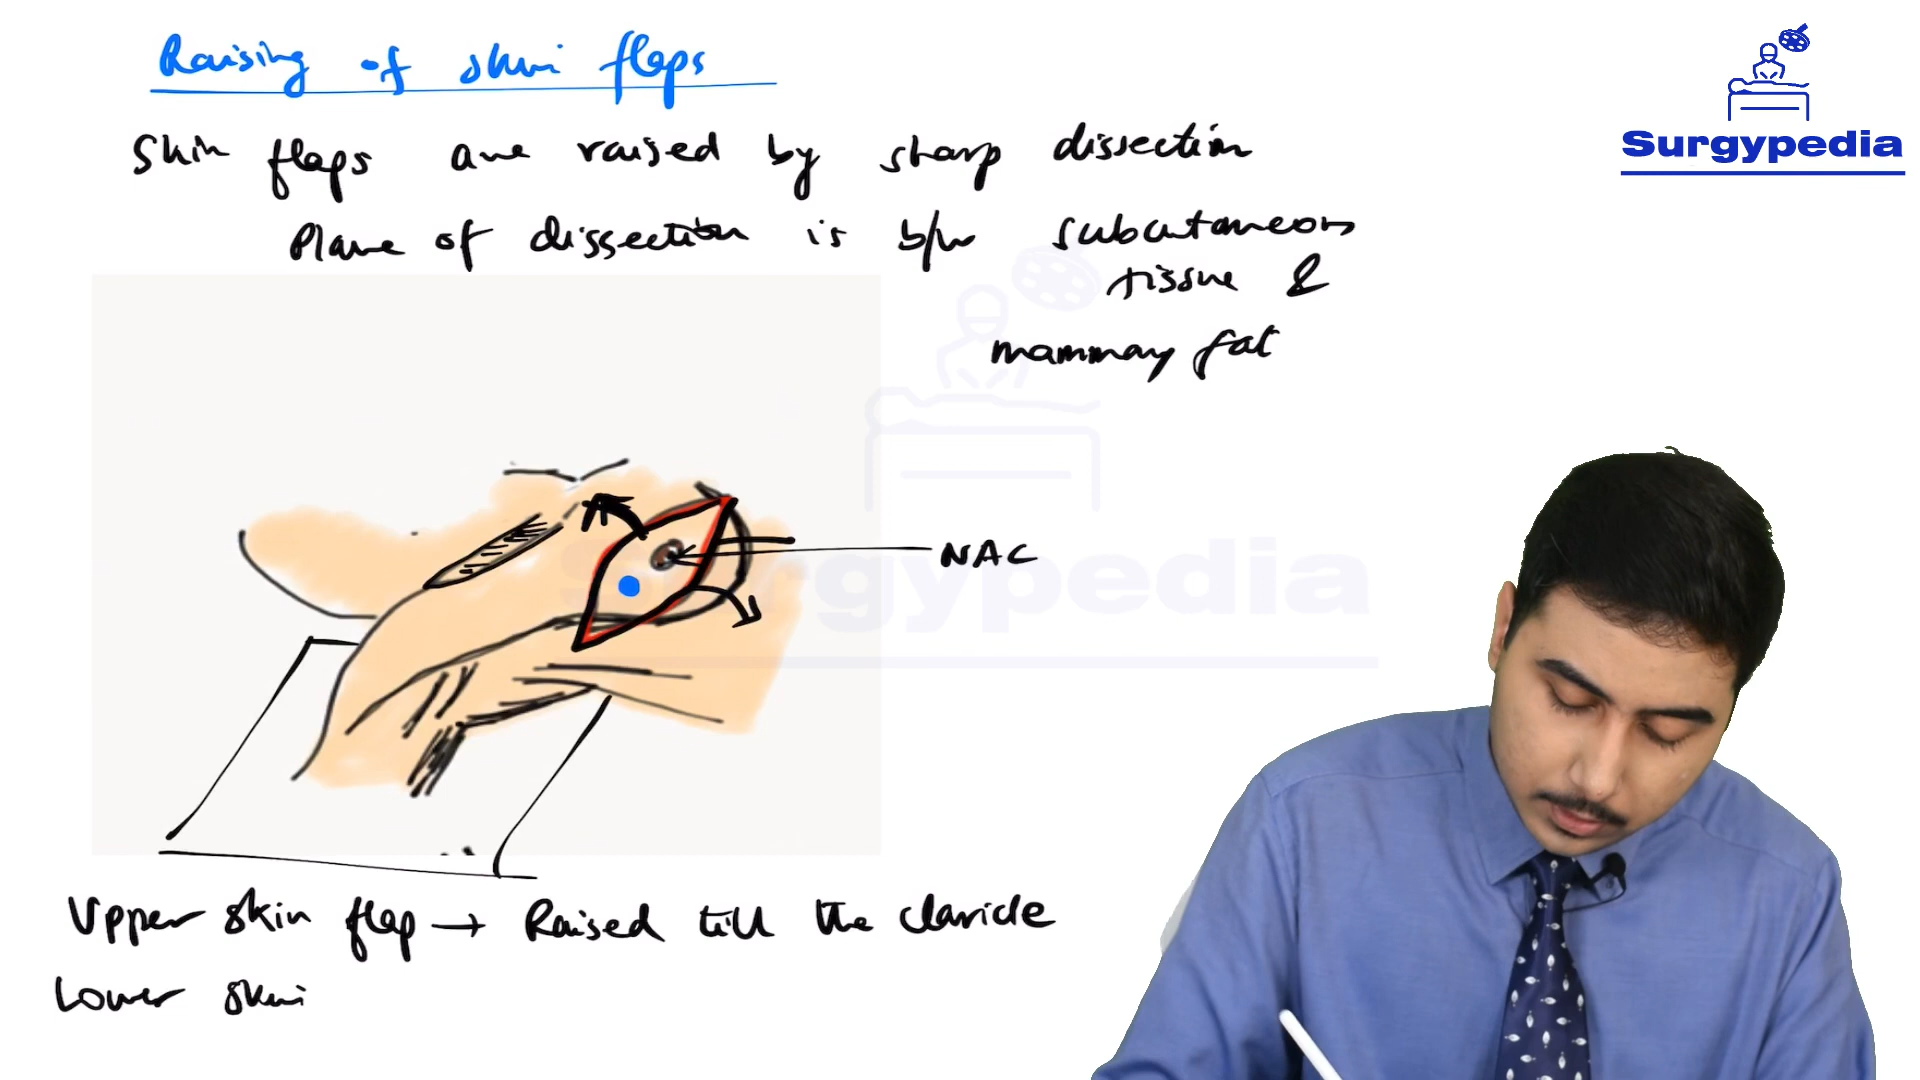 Raising of skin flaps
Surgypedia
Skin flaps are raised by sharp dissection
Plane of dissection is b/w subcutaneous
tissue &
mammary fat
Surgypedia
NAC
Upper skin flap → Raised till the clavicle
Lower skin